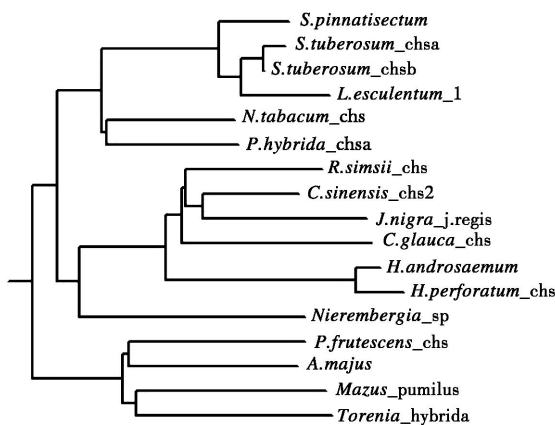 S.pinnatisectum
S.tuberosum_chsa
S.tuberosum_chsb
L.esculentum_1
N.tabacum_chs
P.hybrida_chsa
R.simsii_chs
C.sinensis_chs2
J.nigra_j.regis
C.glauca_chs
H.androsaemum
H.perforatum_chs
Nierembergia_sp
P.frutescens_chs
A.majus
Mazus_pumilus
Torenia_hybrida